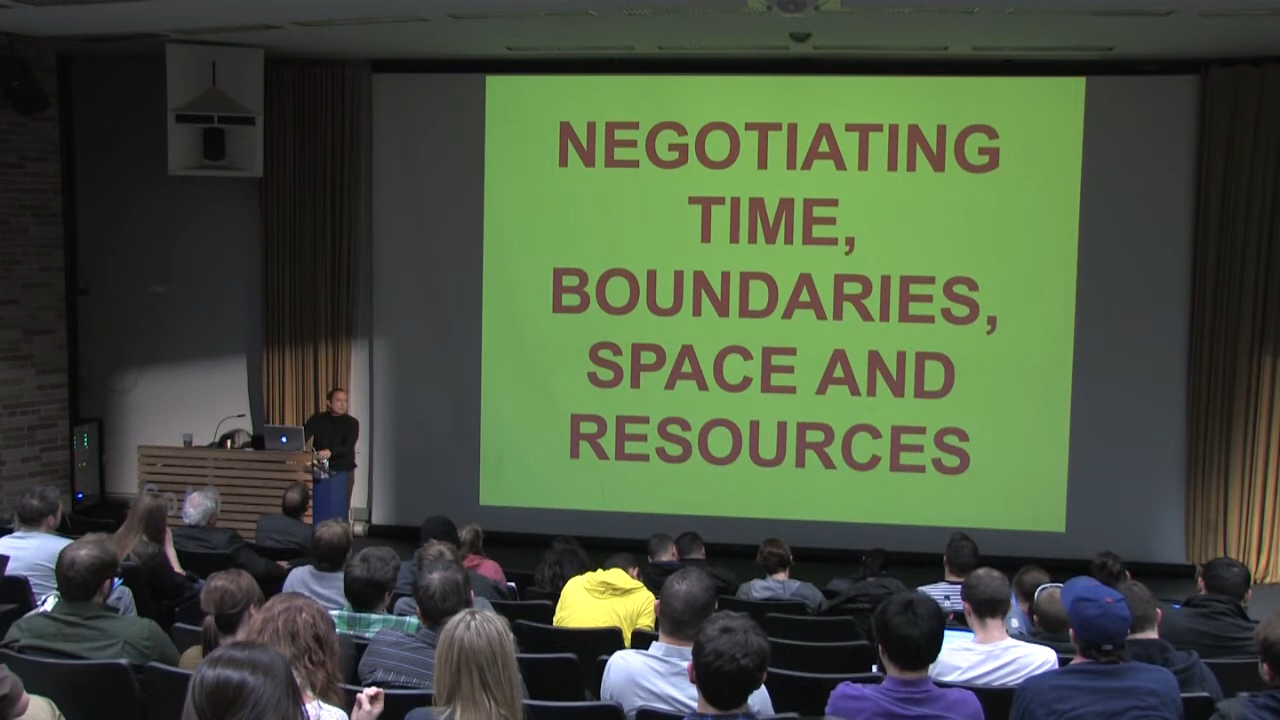 NEGOTIATING
TIME,
BOUNDARIES,
SPACE AND
RESOURCES